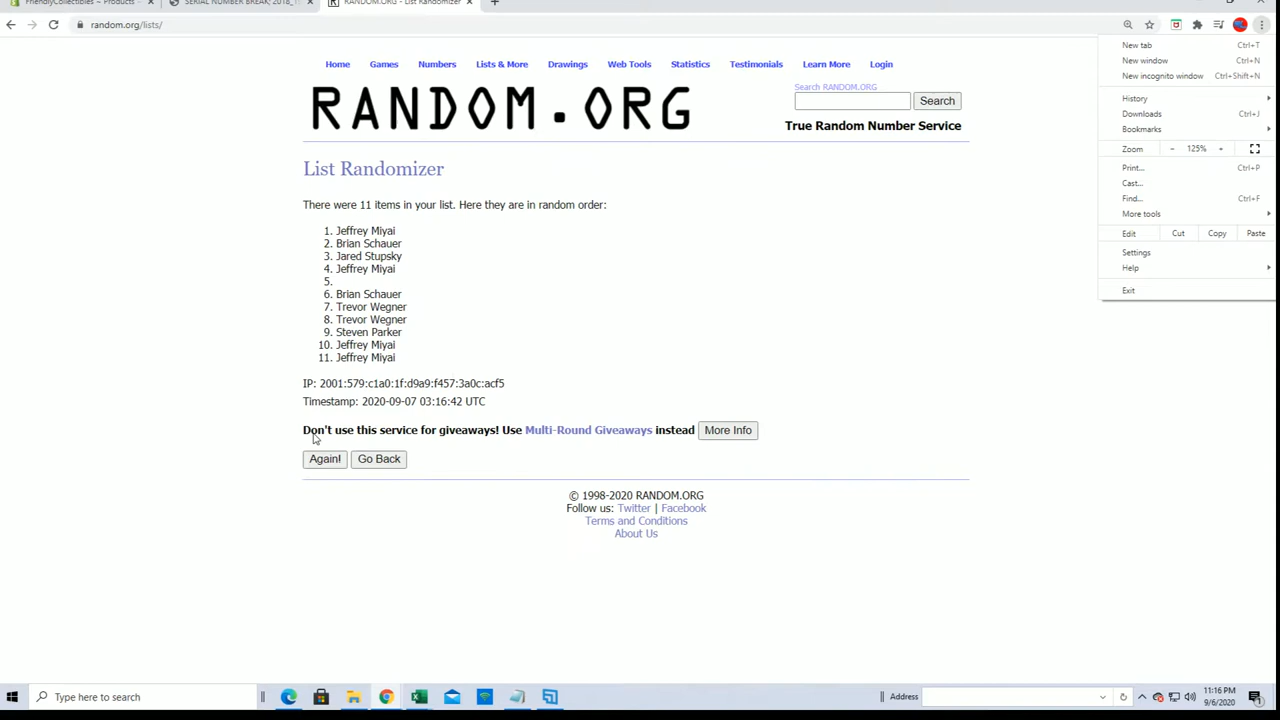 FriendlyCollectibles ~ Products
SERIAL NUMBER BREAK; 2018_1
RANDOM.ORG - List Randomizer
random.org/lists/
New tab Ctrl+T
New window Ctrl+N
New incognito window Ctrl+Shift+N
History
Downloads Ctrl+J
Bookmarks
Zoom − 125% +
Print... Ctrl+P
Cast...
Find... Ctrl+F
More tools
Edit Cut Copy Paste
Settings
Help
Exit
Home Games Numbers Lists & More Drawings Web Tools Statistics Testimonials Learn More Login
RANDOM.ORG
Search RANDOM.ORG
Search
True Random Number Service
List Randomizer
There were 11 items in your list. Here they are in random order:
1. Jeffrey Miyai
2. Brian Schauer
3. Jared Stupsky
4. Jeffrey Miyai
5.
6. Brian Schauer
7. Trevor Wegner
8. Trevor Wegner
9. Steven Parker
10. Jeffrey Miyai
11. Jeffrey Miyai
IP: 2001:579:c1a0:1f:d9a9:f457:3a0c:acf5
Timestamp: 2020-09-07 03:16:42 UTC
Don't use this service for giveaways! Use Multi-Round Giveaways instead More Info
Again! Go Back
© 1998-2020 RANDOM.ORG
Follow us: Twitter | Facebook
Terms and Conditions
About Us
Type here to search
Address
11:16 PM
9/6/2020